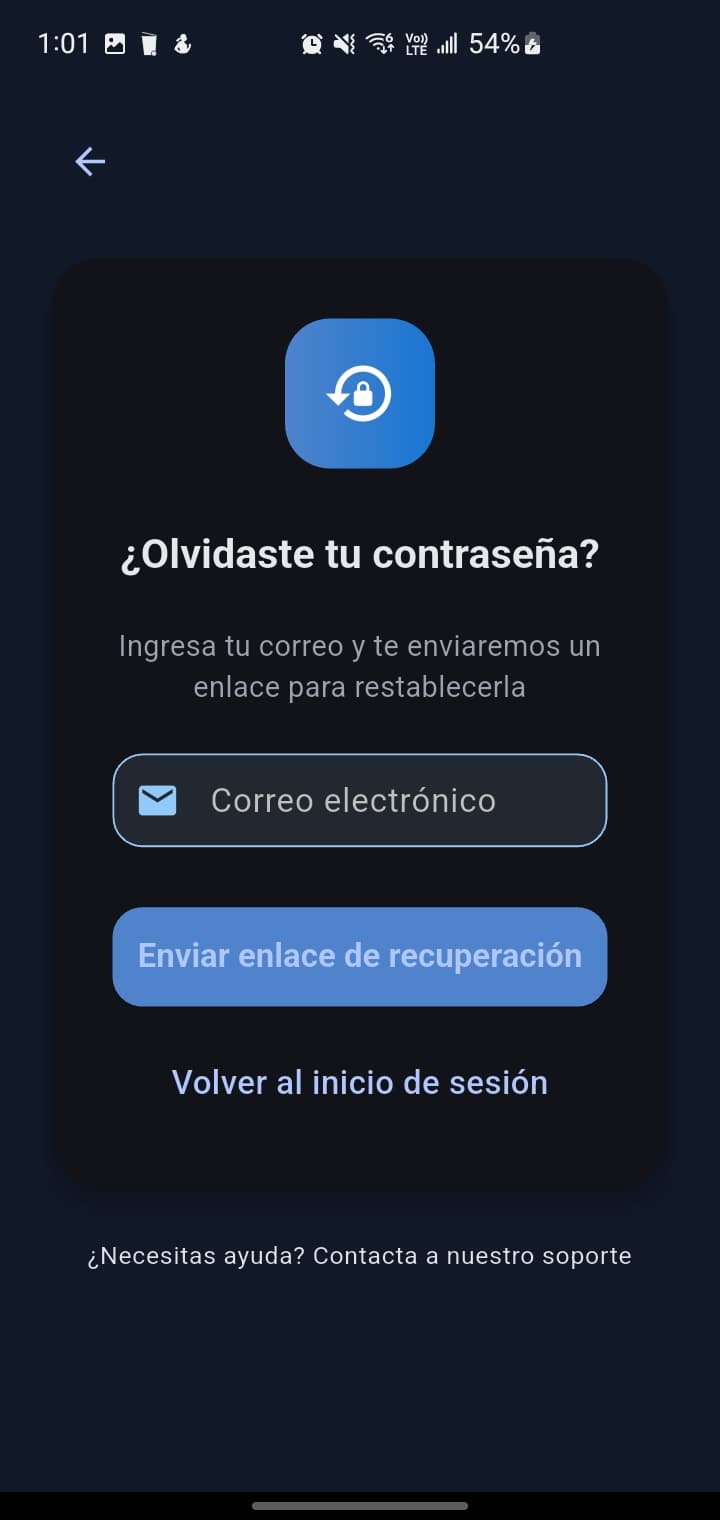 1:01 54%
Vo))
LTE
¿Olvidaste tu contraseña?
Ingresa tu correo y te enviaremos un
enlace para restablecerla
Correo electrónico
Enviar enlace de recuperación
Volver al inicio de sesión
¿Necesitas ayuda? Contacta a nuestro soporte